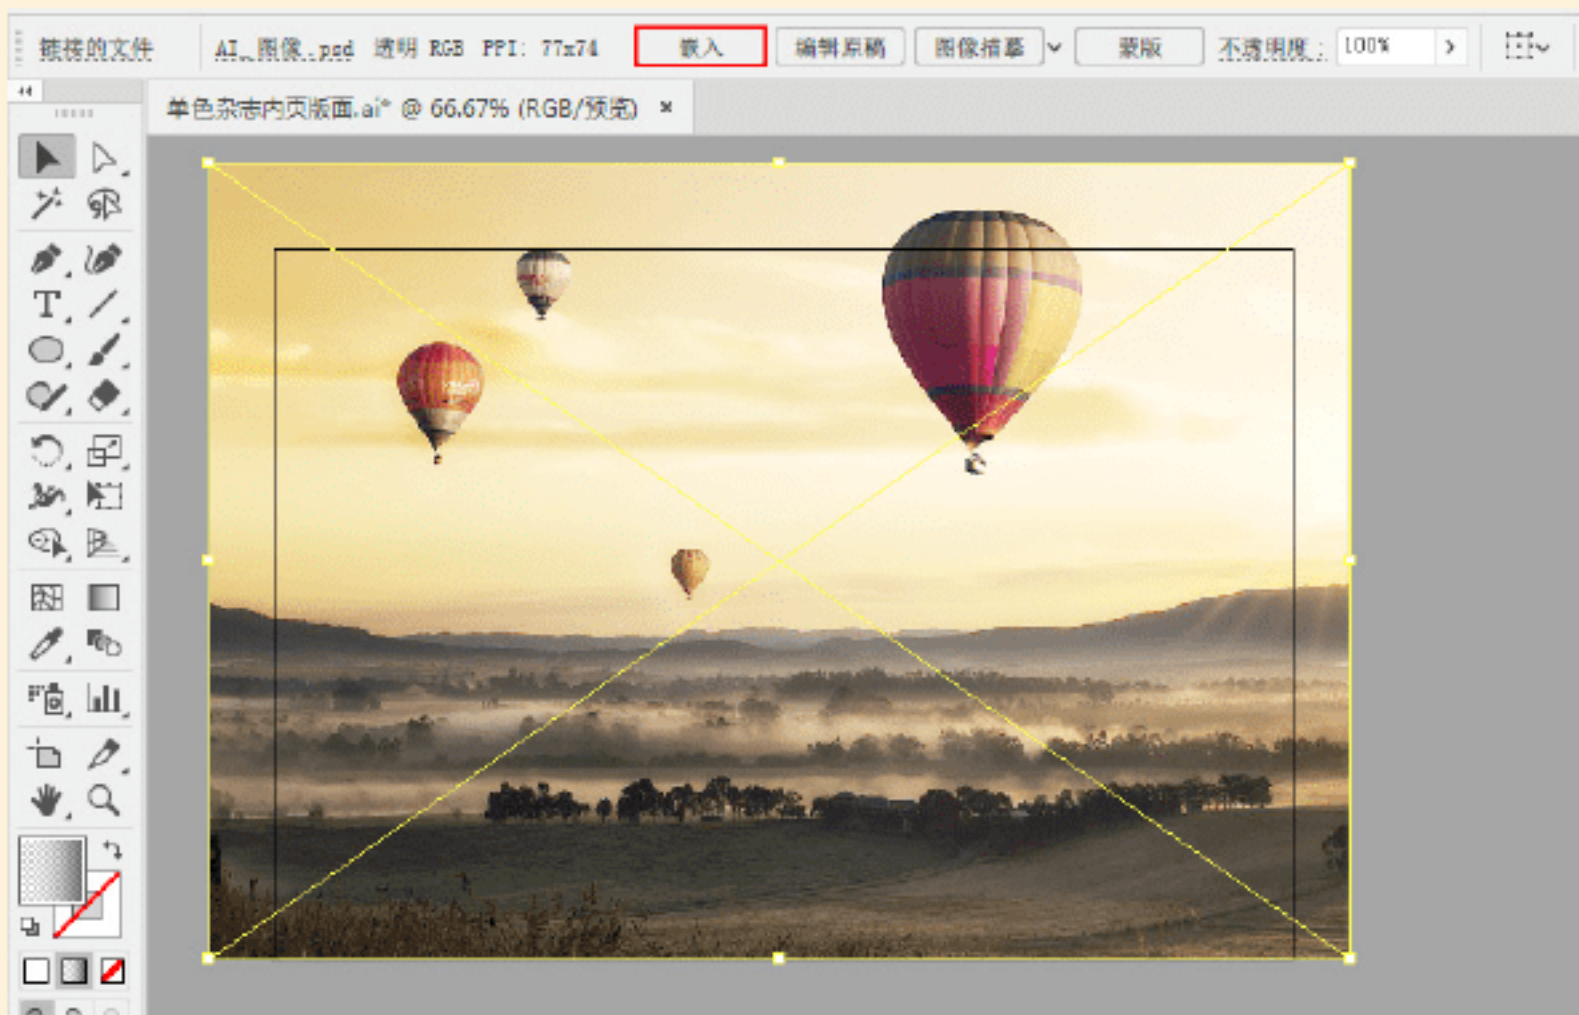 链接的文件 AI_图像.psd 透明 RGB PPI: 77x74 嵌入 编辑原稿 图像描摹 蒙版 不透明度: 100%
单色杂志内页版面.ai* @ 66.67% (RGB/预览) ×